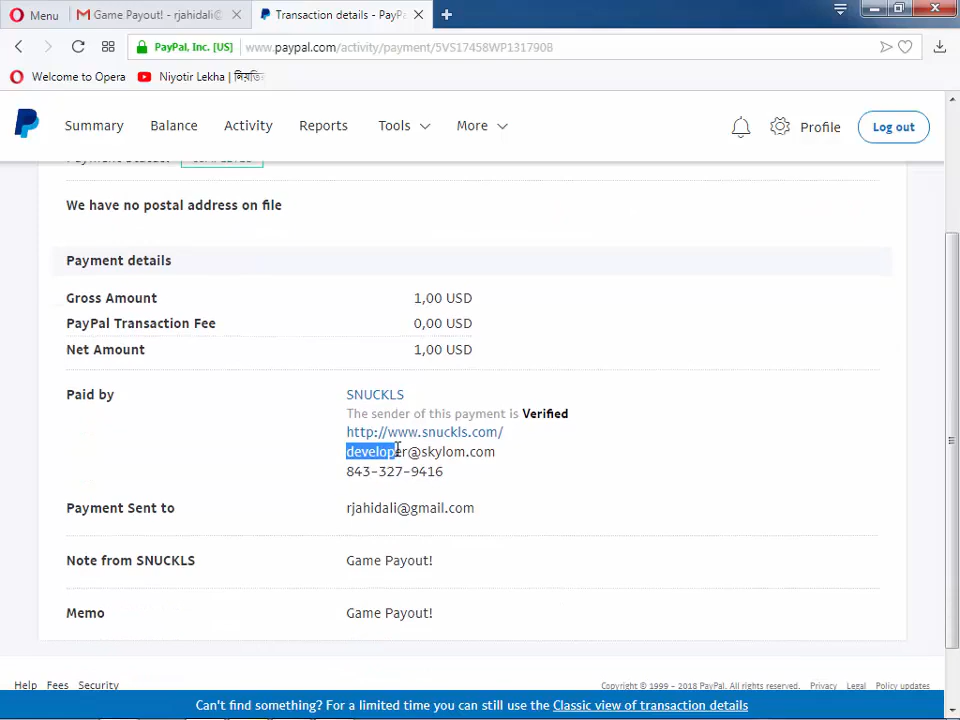 Menu
Game Payout! - rjahidali@
Transaction details - PayPa
PayPal, Inc. [US]
www.paypal.com/activity/payment/5VS17458WP1317908
Welcome to Opera
Niyotir Lekha | নিয়তির
Summary
Balance
Activity
Reports
Tools
More
Profile
Log out
We have no postal address on file
Payment details
Gross Amount 1,00 USD
PayPal Transaction Fee 0,00 USD
Net Amount 1,00 USD
Paid by SNUCKLS
The sender of this payment is Verified
http://www.snuckls.com/
developer@skylom.com
843-327-9416
Payment Sent to rjahidali@gmail.com
Note from SNUCKLS Game Payout!
Memo Game Payout!
Help Fees Security
Copyright © 1999 – 2018 PayPal. All rights reserved. Privacy Legal Policy updates
Can't find something? For a limited time you can still use the Classic view of transaction details